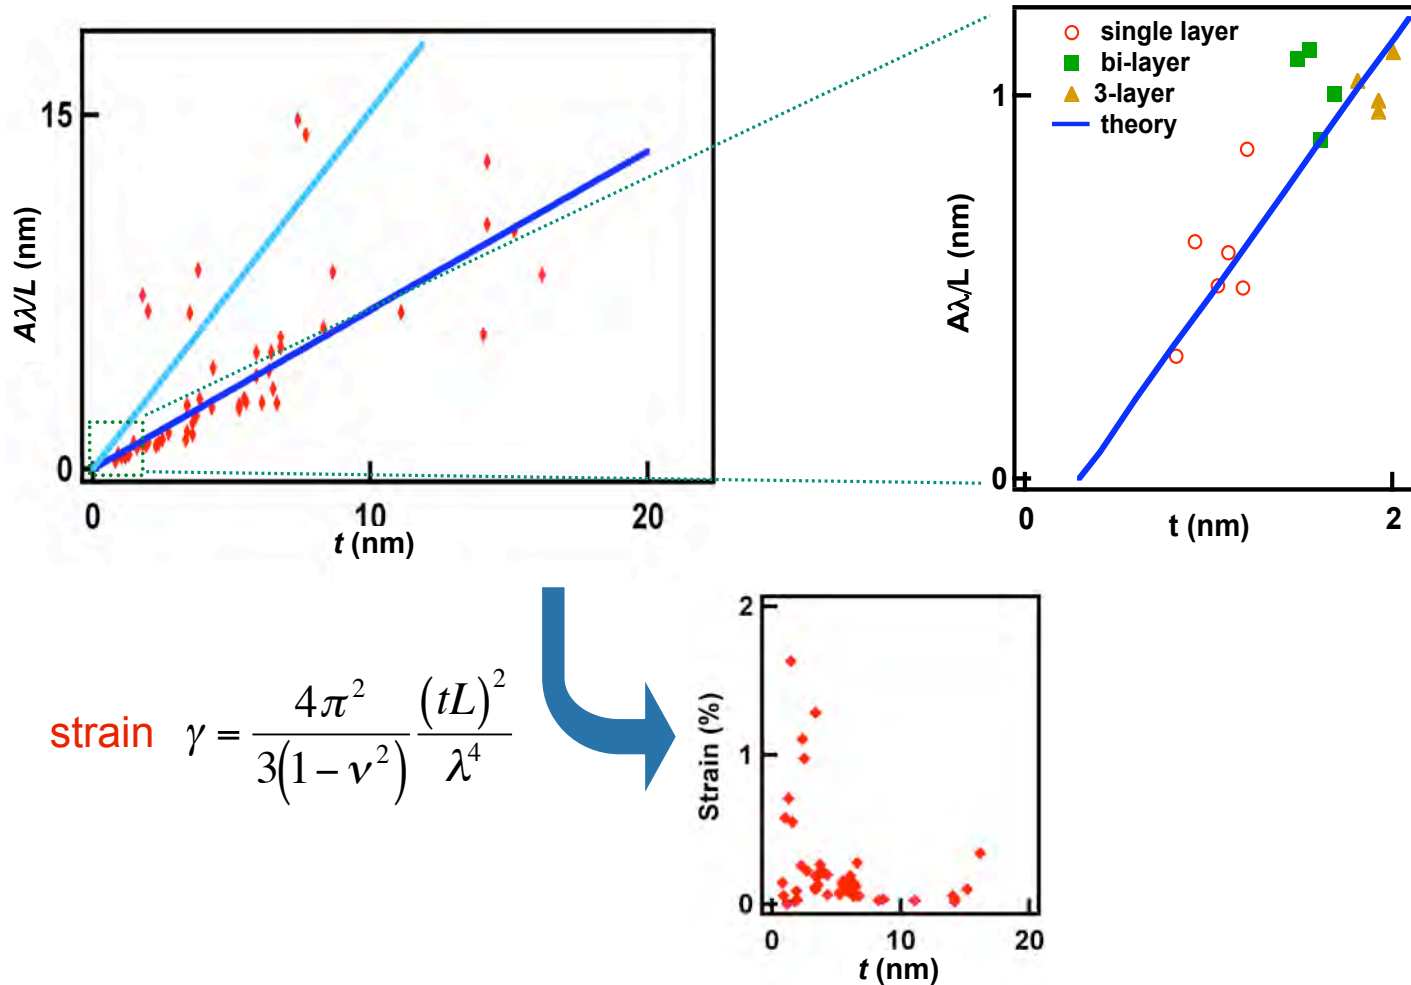 15
0
Aλ/L (nm)
0
10
20
t (nm)
single layer
bi-layer
3-layer
theory
1
0
Aλ/L (nm)
0
2
t (nm)
strain γ = 4π² / 3(1 − ν²) (tL)² / λ⁴
2
1
0
Strain (%)
0
10
20
t (nm)